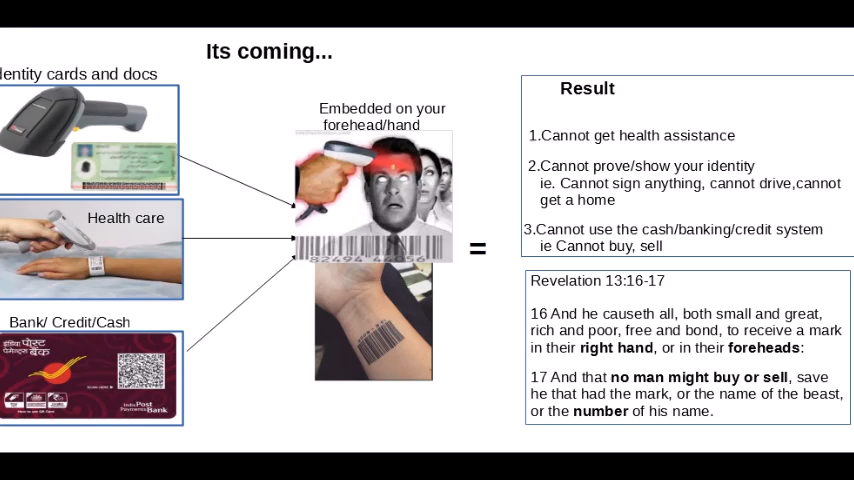 Its coming...
dentity cards and docs
Health care
Bank/ Credit/Cash
पोस्ट
बैंक
India Post
Payments Bank
Embedded on your
forehead/hand
82494 44056
=
Result
1.Cannot get health assistance
2.Cannot prove/show your identity
ie. Cannot sign anything, cannot drive,cannot
get a home
3.Cannot use the cash/banking/credit system
ie Cannot buy, sell
Revelation 13:16-17
16 And he causeth all, both small and great,
rich and poor, free and bond, to receive a mark
in their right hand, or in their foreheads:
17 And that no man might buy or sell, save
he that had the mark, or the name of the beast,
or the number of his name.